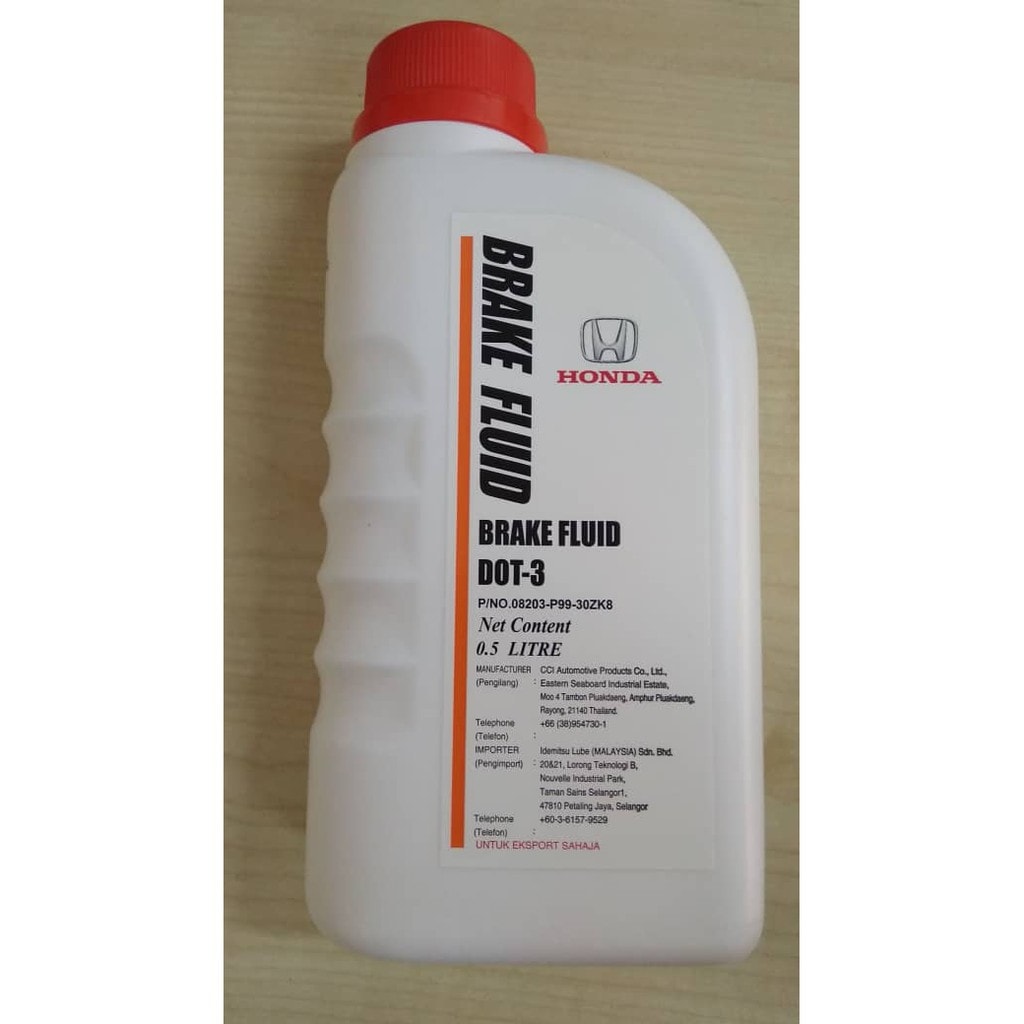 BRAKE FLUID
HONDA
BRAKE FLUID
DOT-3
P/NO.08203-P99-30ZK8
Net Content
0.5 LITRE
MANUFACTURER CCI Automotive Products Co., Ltd.,
(Pengilang) : Eastern Seaboard Industrial Estate,
Moo 4 Tambon Pluakdaeng, Amphur Pluakdaeng,
Rayong, 21140 Thailand.
Telephone +66 (38)954730-1
(Telefon) :
IMPORTER Idemitsu Lube (MALAYSIA) Sdn. Bhd.
(Pengimport) : 20&21, Lorong Teknologi B,
Nouvelle Industrial Park,
Taman Sains Selangor1,
47810 Petaling Jaya, Selangor
Telephone +60-3-6157-9529
(Telefon) :
UNTUK EKSPORT SAHAJA